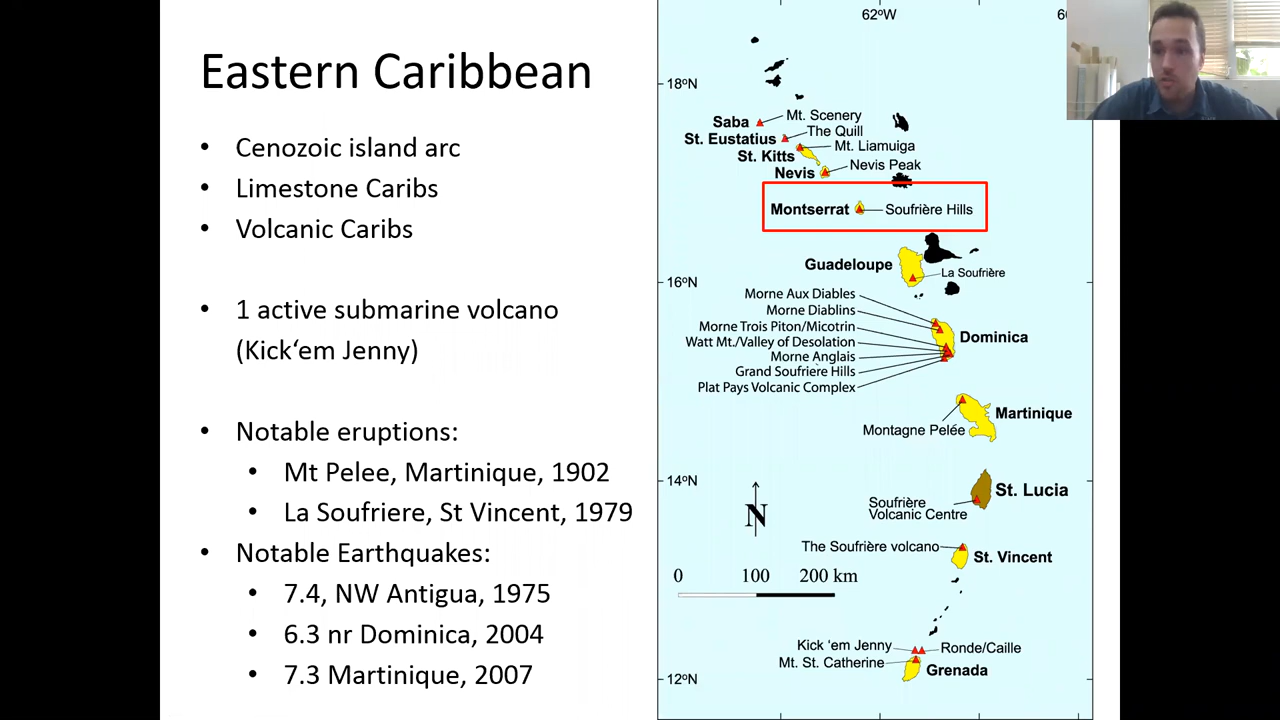 Eastern Caribbean
• Cenozoic island arc
• Limestone Caribs
• Volcanic Caribs
• 1 active submarine volcano
(Kick‘em Jenny)
• Notable eruptions:
• Mt Pelee, Martinique, 1902
• La Soufriere, St Vincent, 1979
• Notable Earthquakes:
• 7.4, NW Antigua, 1975
• 6.3 nr Dominica, 2004
• 7.3 Martinique, 2007
62°W
18°N
Saba
Mt. Scenery
St. Eustatius
The Quill
St. Kitts
Mt. Liamuiga
Nevis
Nevis Peak
Montserrat
Soufrière Hills
Guadeloupe
La Soufrière
16°N
Morne Aux Diables
Morne Diablins
Morne Trois Piton/Micotrin
Watt Mt./Valley of Desolation
Morne Anglais
Grand Soufriere Hills
Plat Pays Volcanic Complex
Dominica
Martinique
Montagne Pelée
14°N
St. Lucia
Soufrière
Volcanic Centre
N
The Soufrière volcano
St. Vincent
0 100 200 km
Kick 'em Jenny
Ronde/Caille
Mt. St. Catherine
Grenada
12°N